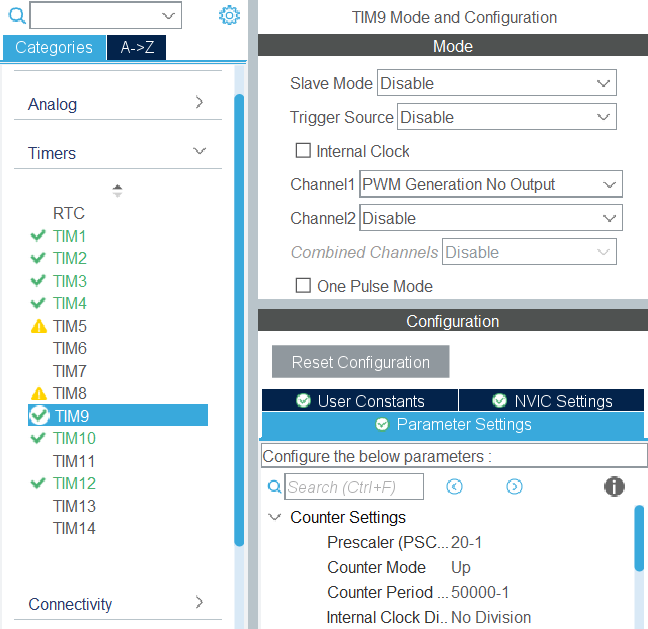 Categories
A->Z
Analog
Timers
RTC
TIM1
TIM2
TIM3
TIM4
TIM5
TIM6
TIM7
TIM8
TIM9
TIM10
TIM11
TIM12
TIM13
TIM14
Connectivity
TIM9 Mode and Configuration
Mode
Slave Mode Disable
Trigger Source Disable
Internal Clock
Channel1 PWM Generation No Output
Channel2 Disable
Combined Channels Disable
One Pulse Mode
Configuration
Reset Configuration
User Constants
NVIC Settings
Parameter Settings
Configure the below parameters :
Search (Ctrl+F)
Counter Settings
Prescaler (PSC... 20-1
Counter Mode Up
Counter Period ... 50000-1
Internal Clock Di... No Division